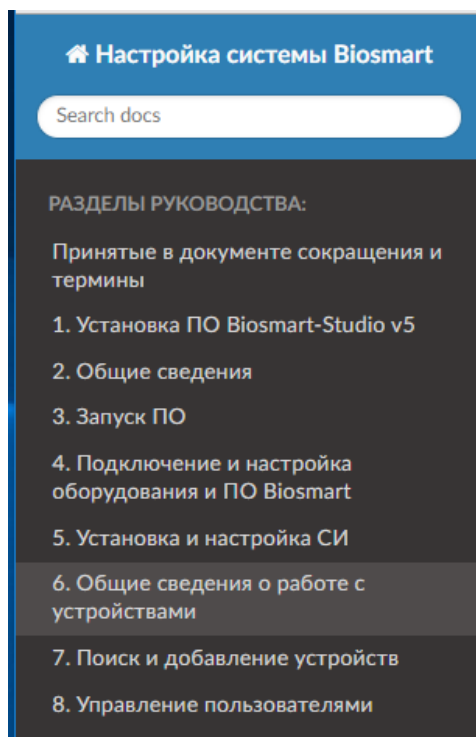 Настройка системы Biosmart
Search docs
РАЗДЕЛЫ РУКОВОДСТВА:
Принятые в документе сокращения и
термины
1. Установка ПО Biosmart-Studio v5
2. Общие сведения
3. Запуск ПО
4. Подключение и настройка
оборудования и ПО Biosmart
5. Установка и настройка СИ
6. Общие сведения о работе с
устройствами
7. Поиск и добавление устройств
8. Управление пользователями